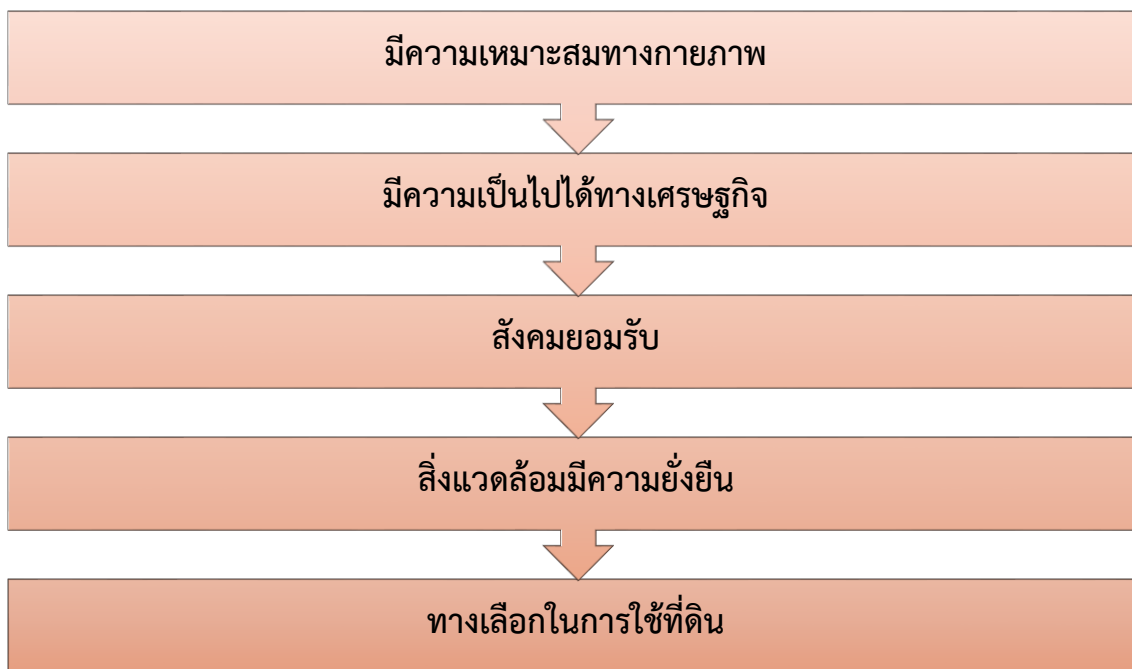 มีความเหมาะสมทางกายภาพ
มีความเป็นไปได้ทางเศรษฐกิจ
สังคมยอมรับ
สิ่งแวดล้อมมีความยั่งยืน
ทางเลือกในการใช้ที่ดิน